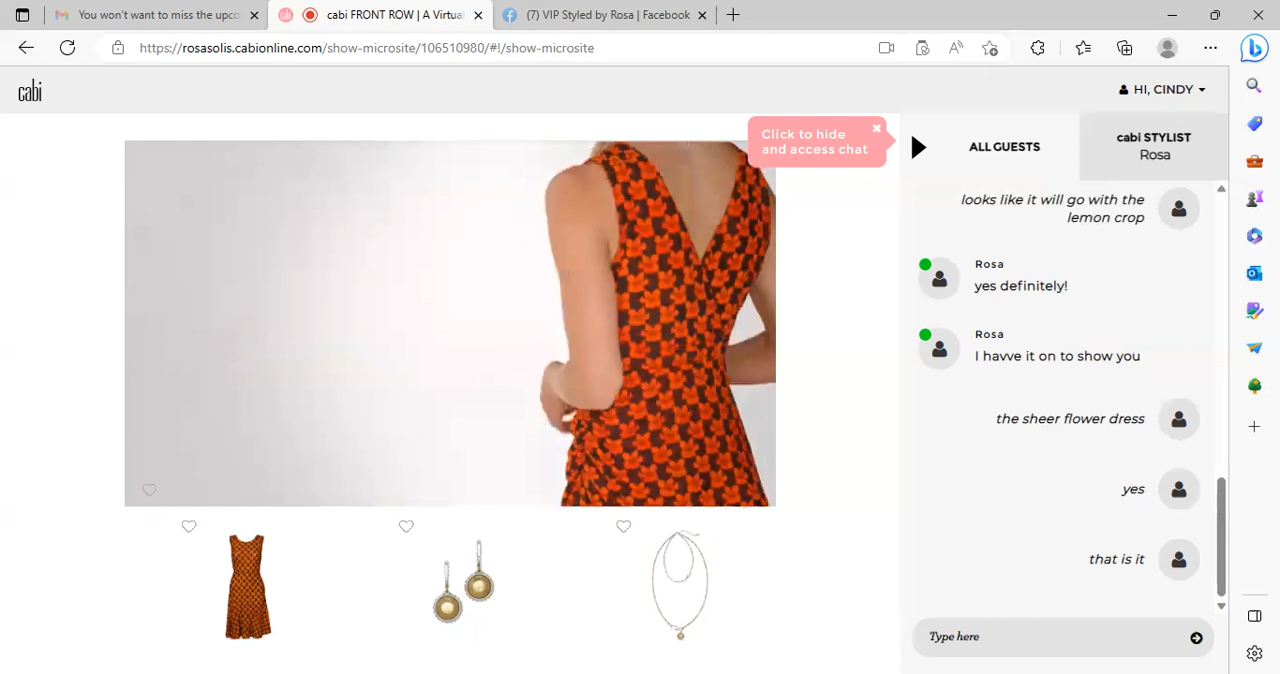 You won't want to miss the upco
cabi FRONT ROW | A Virtual
(7) VIP Styled by Rosa | Facebook
https://rosasolis.cabionline.com/show-microsite/106510980/#!/show-microsite
cabi
HI, CINDY
Click to hide
and access chat
ALL GUESTS
cabi STYLIST
Rosa
looks like it will go with the
lemon crop
Rosa
yes definitely!
Rosa
I havve it on to show you
the sheer flower dress
yes
that is it
Type here